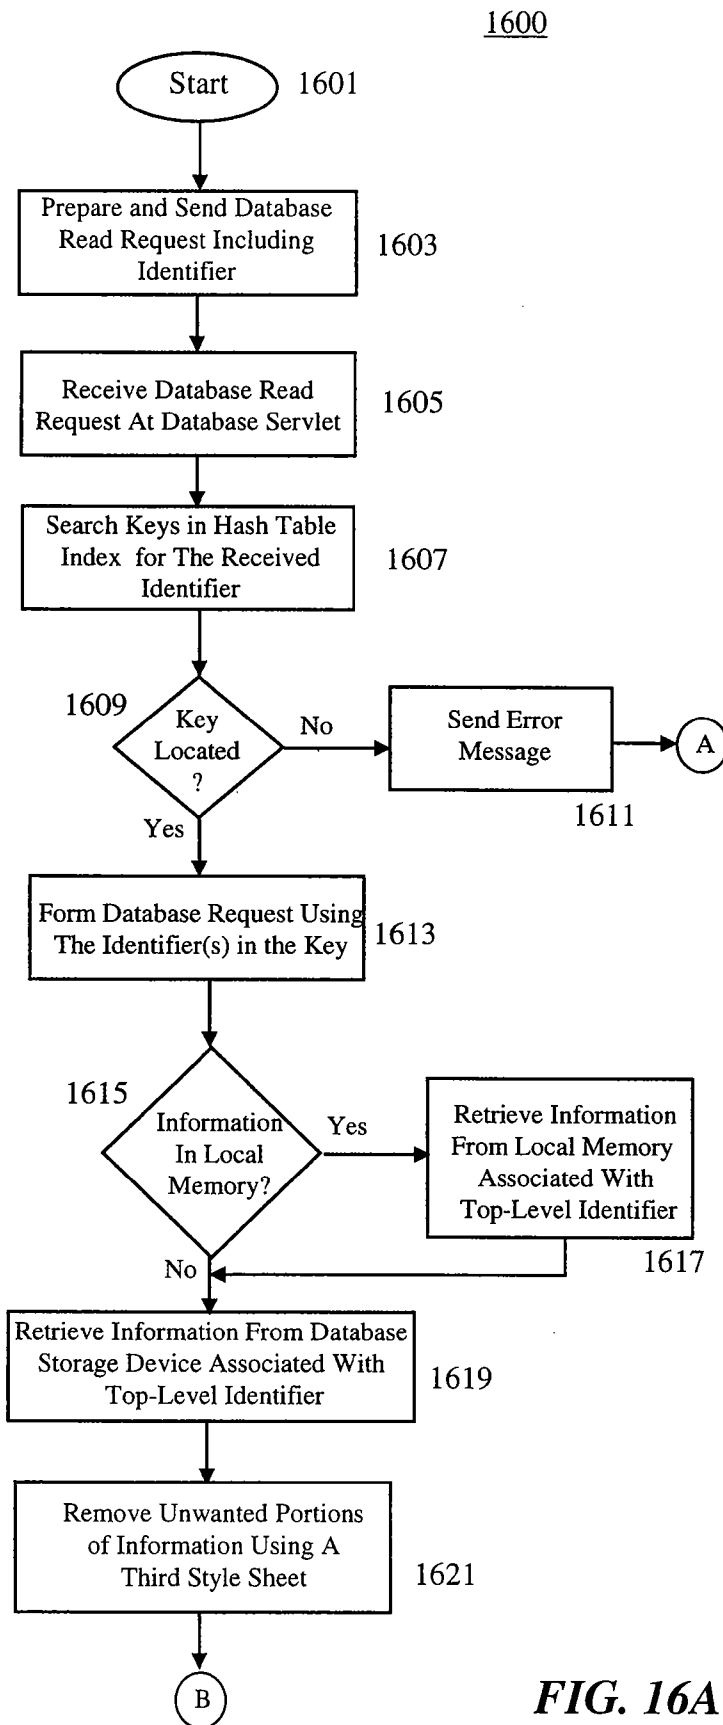 1600
Start
1601
Prepare and Send Database
Read Request Including
Identifier
1603
Receive Database Read
Request At Database Servlet
1605
Search Keys in Hash Table
Index for The Received
Identifier
1607
1609
Key
Located
?
No
Send Error
Message
A
1611
Yes
Form Database Request Using
The Identifier(s) in the Key
1613
1615
Information
In Local
Memory?
Yes
Retrieve Information
From Local Memory
Associated With
Top-Level Identifier
1617
No
Retrieve Information From Database
Storage Device Associated With
Top-Level Identifier
1619
Remove Unwanted Portions
of Information Using A
Third Style Sheet
1621
B
FIG. 16A